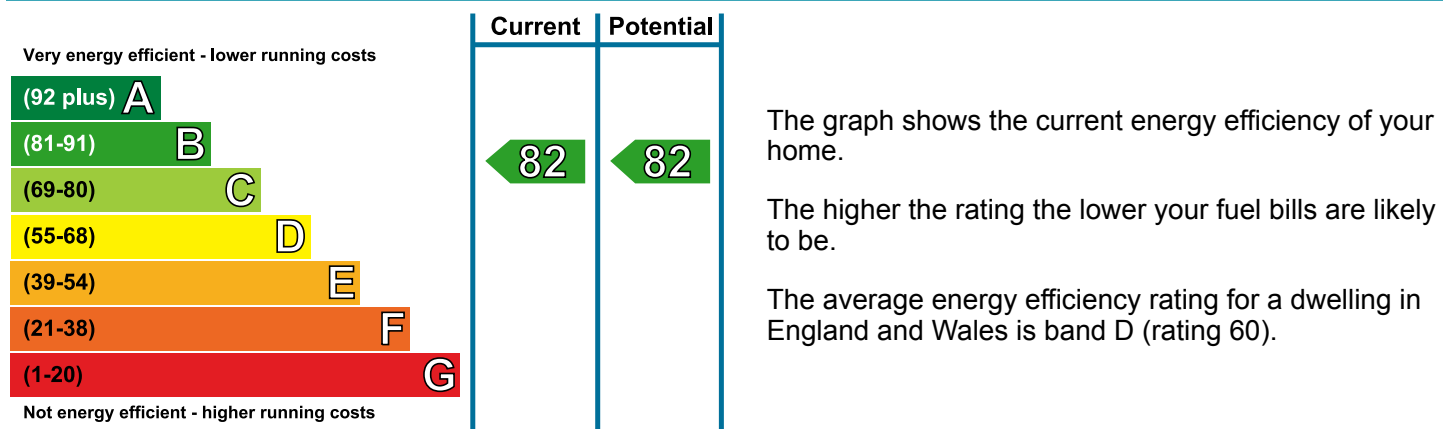 Current Potential
Very energy efficient - lower running costs
(92 plus) A
(81-91) B
(69-80) C
(55-68) D
(39-54) E
(21-38) F
(1-20) G
Not energy efficient - higher running costs
82 82
The graph shows the current energy efficiency of your
home.
The higher the rating the lower your fuel bills are likely
to be.
The average energy efficiency rating for a dwelling in
England and Wales is band D (rating 60).